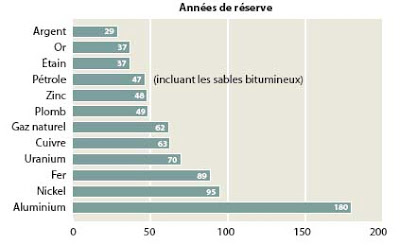 Années de réserve
Argent 29
Or 37
Étain 37
Pétrole 47 (incluant les sables bitumineux)
Zinc 48
Plomb 49
Gaz naturel 62
Cuivre 63
Uranium 70
Fer 89
Nickel 95
Aluminium 180
0 50 100 150 200